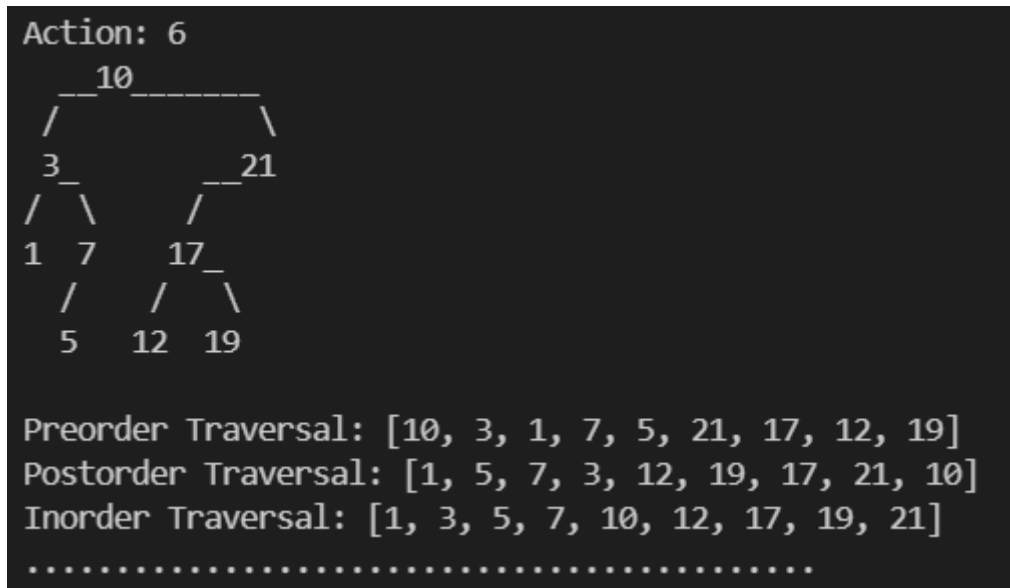 Action: 6
  __10_______
 /           \
 3_       __21
/  \     /
1  7    17_
  /    /   \
  5   12  19
Preorder Traversal: [10, 3, 1, 7, 5, 21, 17, 12, 19]
Postorder Traversal: [1, 5, 7, 3, 12, 19, 17, 21, 10]
Inorder Traversal: [1, 3, 5, 7, 10, 12, 17, 19, 21]
............................................